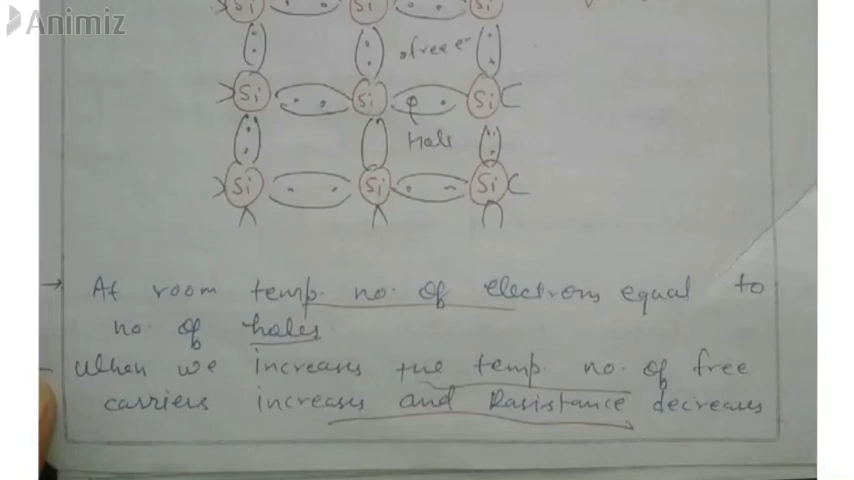 Animiz
Si Si Si
free e-
Si Si Si
Hole
Si Si Si
→ At room temp. no. of electrons equal to
no. of holes.
- When we increases the temp. no. of free
carriers increases and Rasistance decreases